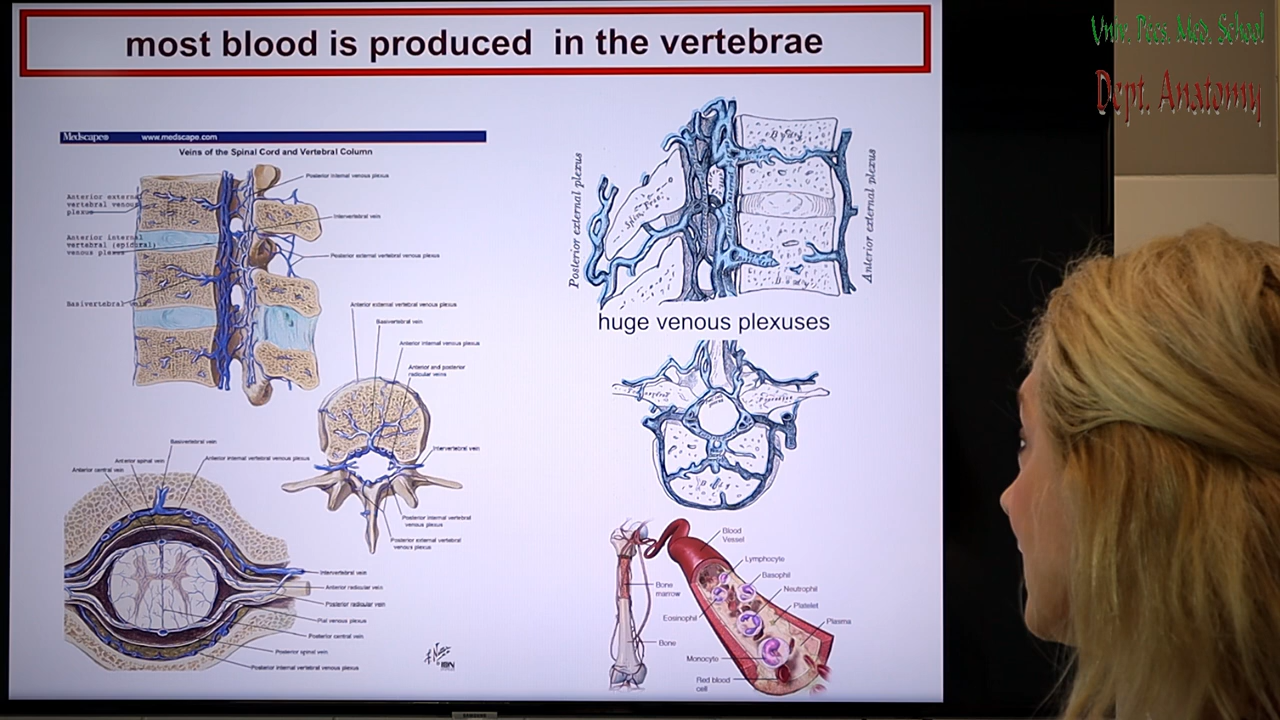 most blood is produced in the vertebrae
Univ. Pécs. Med. School
Dept. Anatomy
Medscape® www.medscape.com
Veins of the Spinal Cord and Vertebral Column
Posterior internal venous plexus
Anterior external
vertebral venous
plexus
Intervertebral vein
Anterior internal
vertebral (epidural)
venous plexus
Posterior external vertebral venous plexus
Basivertebral vein
Anterior external vertebral venous plexus
Basivertebral vein
Anterior internal venous plexus
Anterior and posterior
radicular veins
Intervertebral vein
Posterior internal vertebral
venous plexus
Posterior external vertebral
venous plexus
Basivertebral vein
Anterior spinal vein
Anterior internal vertebral venous plexus
Anterior central vein
Intervertebral vein
Anterior radicular vein
Posterior radicular vein
Pial venous plexus
Posterior central vein
Posterior spinal vein
Posterior internal vertebral venous plexus
Posterior external plexus
Anterior external plexus
huge venous plexuses
Blood
Vessel
Lymphocyte
Basophil
Neutrophil
Platelet
Plasma
Bone
marrow
Eosinophil
Bone
Monocyte
Red blood
cell